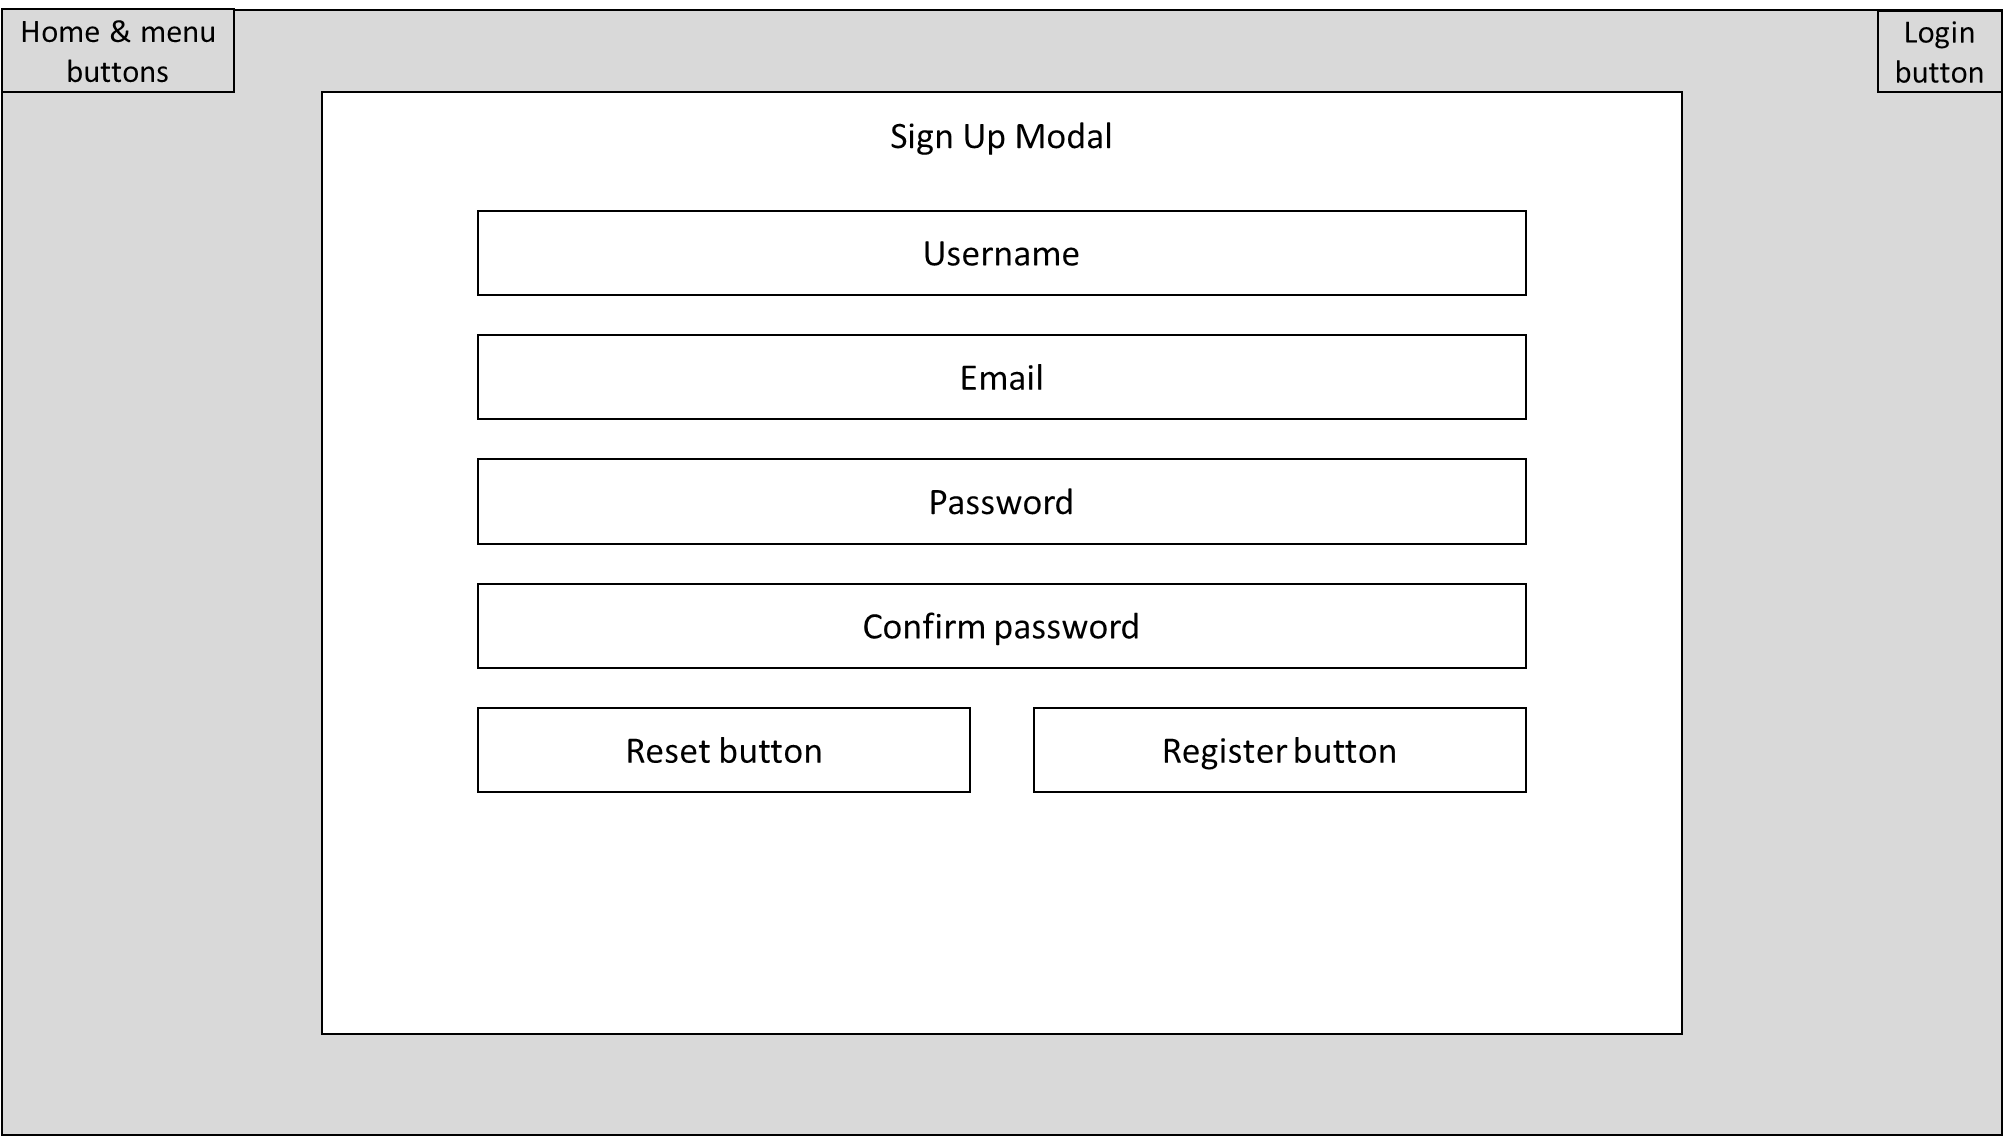 Home & menu
buttons
Login
button
Sign Up Modal
Username
Email
Password
Confirm password
Reset button
Register button